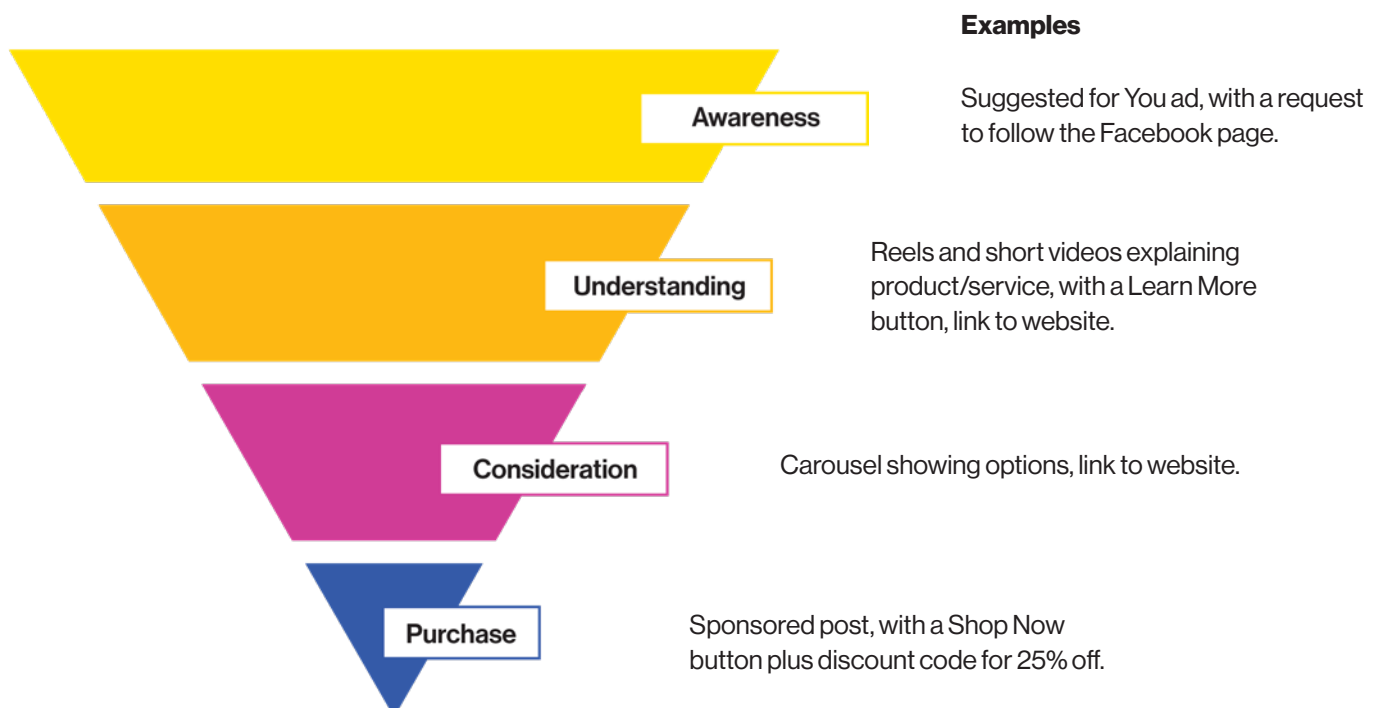 Examples
Awareness
Suggested for You ad, with a request
to follow the Facebook page.
Understanding
Reels and short videos explaining
product/service, with a Learn More
button, link to website.
Consideration
Carousel showing options, link to website.
Purchase
Sponsored post, with a Shop Now
button plus discount code for 25% off.